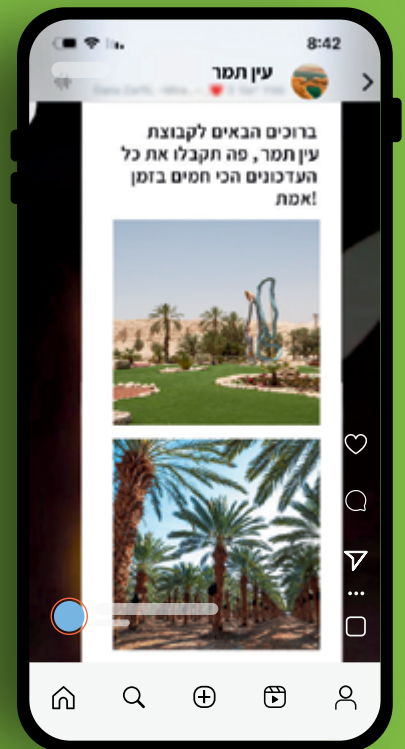 8:42
עין תמר
ברוכים הבאים לקבוצת
עין תמר , פה תקבלו את כל
העדכונים הכי חמים בזמן
אמת!